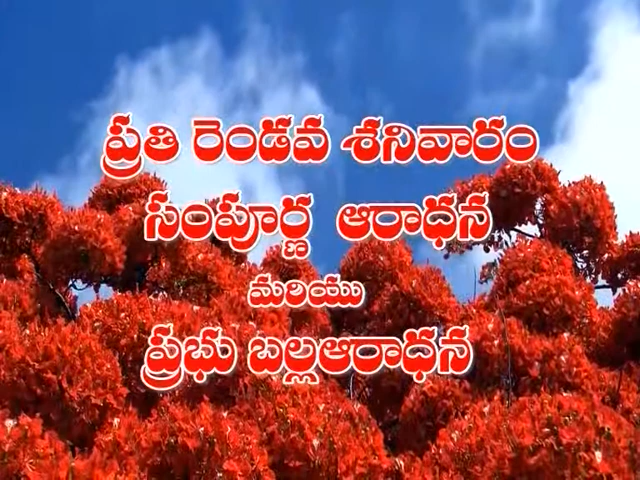 ప్రతి రెండవ శనివారం
సంపూర్ణ ఆరాధన
మరియు
ప్రభు బల్లఆరాధన